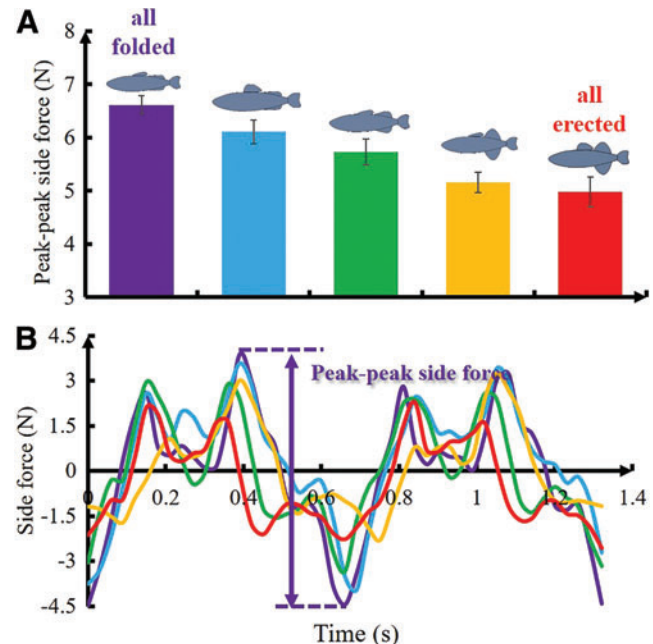 A
all
folded
all
erected
Peak-peak side force (N)
8
7
6
5
4
3
B
Peak-peak side force
Side force (N)
4.5
3
1.5
0
-1.5
-3
-4.5
0 0.2 0.4 0.6 0.8 1 1.2 1.4
Time (s)